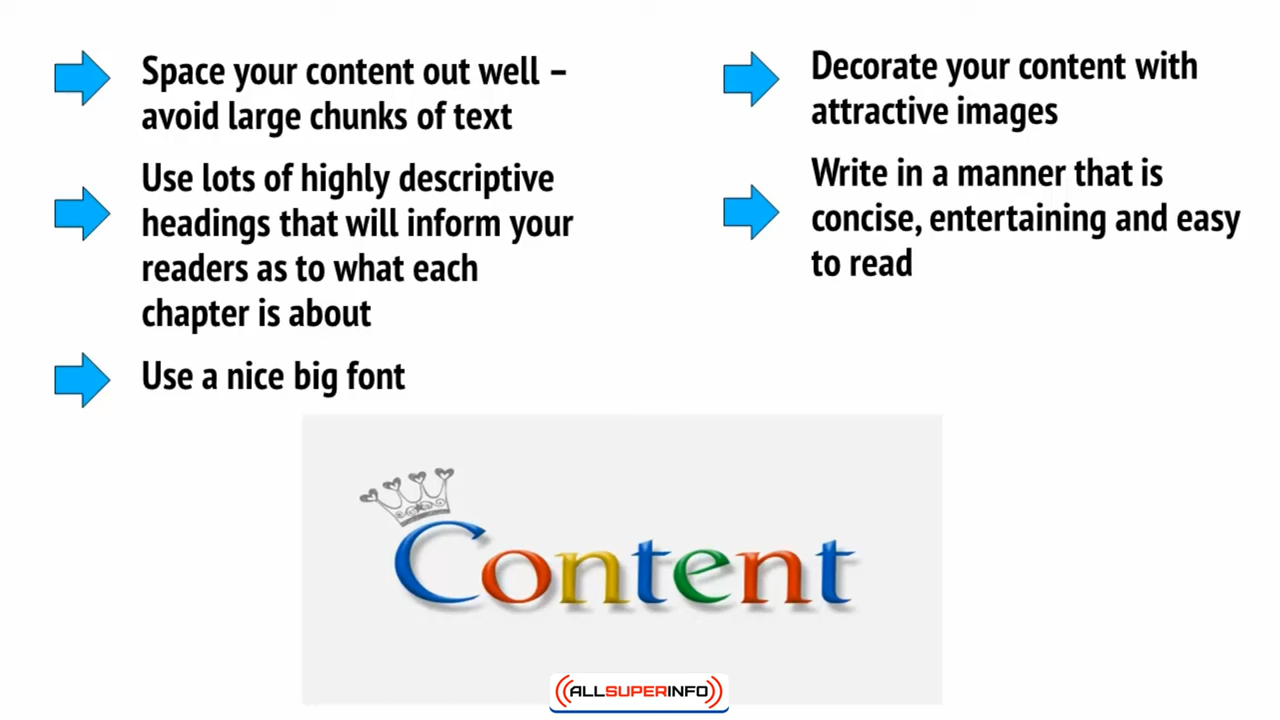 Space your content out well –
avoid large chunks of text
Use lots of highly descriptive
headings that will inform your
readers as to what each
chapter is about
Use a nice big font
Decorate your content with
attractive images
Write in a manner that is
concise, entertaining and easy
to read
Content
ALLSUPERINFO